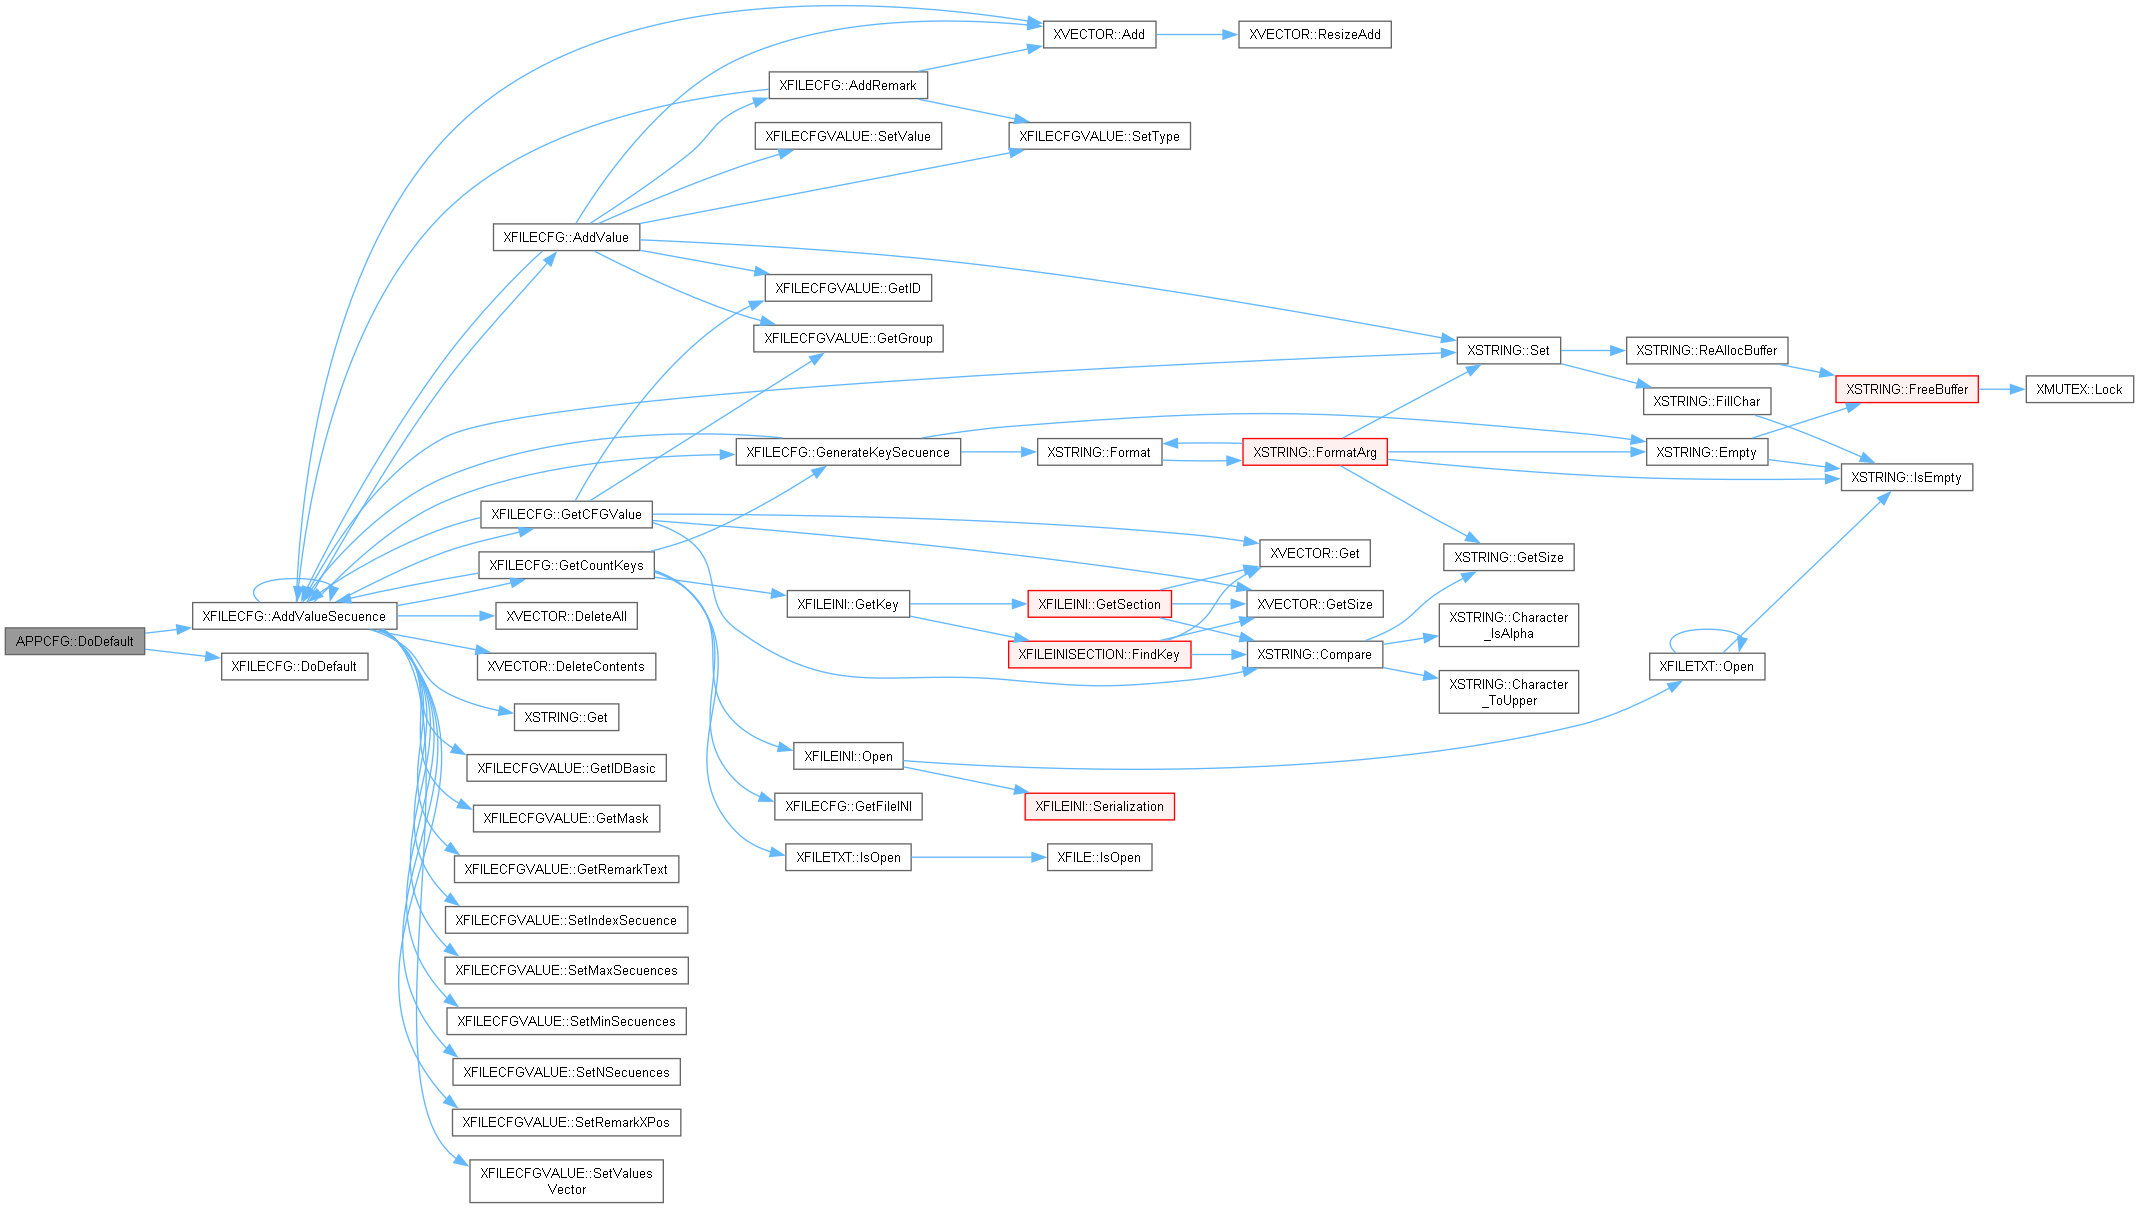 XVECTOR::Add
XVECTOR::ResizeAdd
XFILECFG::AddRemark
XFILECFGVALUE::SetValue
XFILECFGVALUE::SetType
XFILECFG::AddValue
XFILECFGVALUE::GetID
XFILECFGVALUE::GetGroup
XSTRING::Set
XSTRING::ReAllocBuffer
XSTRING::FreeBuffer
XMUTEX::Lock
XSTRING::FillChar
XFILECFG::GenerateKeySecuence
XSTRING::Format
XSTRING::FormatArg
XSTRING::Empty
XSTRING::IsEmpty
XFILECFG::GetCFGValue
XFILECFG::GetCountKeys
XVECTOR::Get
XSTRING::GetSize
XFILECFG::AddValueSecuence
XVECTOR::DeleteAll
XFILEINI::GetKey
XFILEINI::GetSection
XVECTOR::GetSize
XSTRING::Character
_IsAlpha
APPCFG::DoDefault
XFILECFG::DoDefault
XVECTOR::DeleteContents
XFILEINISECTION::FindKey
XSTRING::Compare
XSTRING::Character
_ToUpper
XFILETXT::Open
XSTRING::Get
XFILECFGVALUE::GetIDBasic
XFILEINI::Open
XFILECFGVALUE::GetMask
XFILECFG::GetFileINI
XFILEINI::Serialization
XFILECFGVALUE::GetRemarkText
XFILETXT::IsOpen
XFILE::IsOpen
XFILECFGVALUE::SetIndexSecuence
XFILECFGVALUE::SetMaxSecuences
XFILECFGVALUE::SetMinSecuences
XFILECFGVALUE::SetNSecuences
XFILECFGVALUE::SetRemarkXPos
XFILECFGVALUE::SetValues
Vector